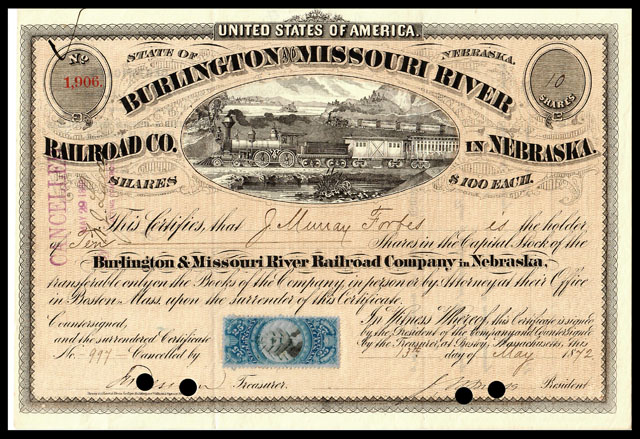 UNITED STATES OF AMERICA.
No 1,906.
STATE OF NEBRASKA.
10 SHARES
BURLINGTON AND MISSOURI RIVER
RAILROAD CO. IN NEBRASKA.
SHARES $100 EACH.
CANCELLED
This Certifies, that J Murray Forbes is the holder
of Ten Shares in the Capital Stock of the
Burlington & Missouri River Railroad Company in Nebraska,
transferable only on the Books of the Company, in person or by Attorney at their Office
in Boston Mass. upon the surrender of this Certificate.
Countersigned,
and the surrendered Certificate
No. 997 Cancelled by
Treasurer.
In Witness Whereof, this Certificate is signed
by the President of the Company and Countersigned
by the Treasurer, at Boston, Massachusetts, this
13th day of May 1872
President